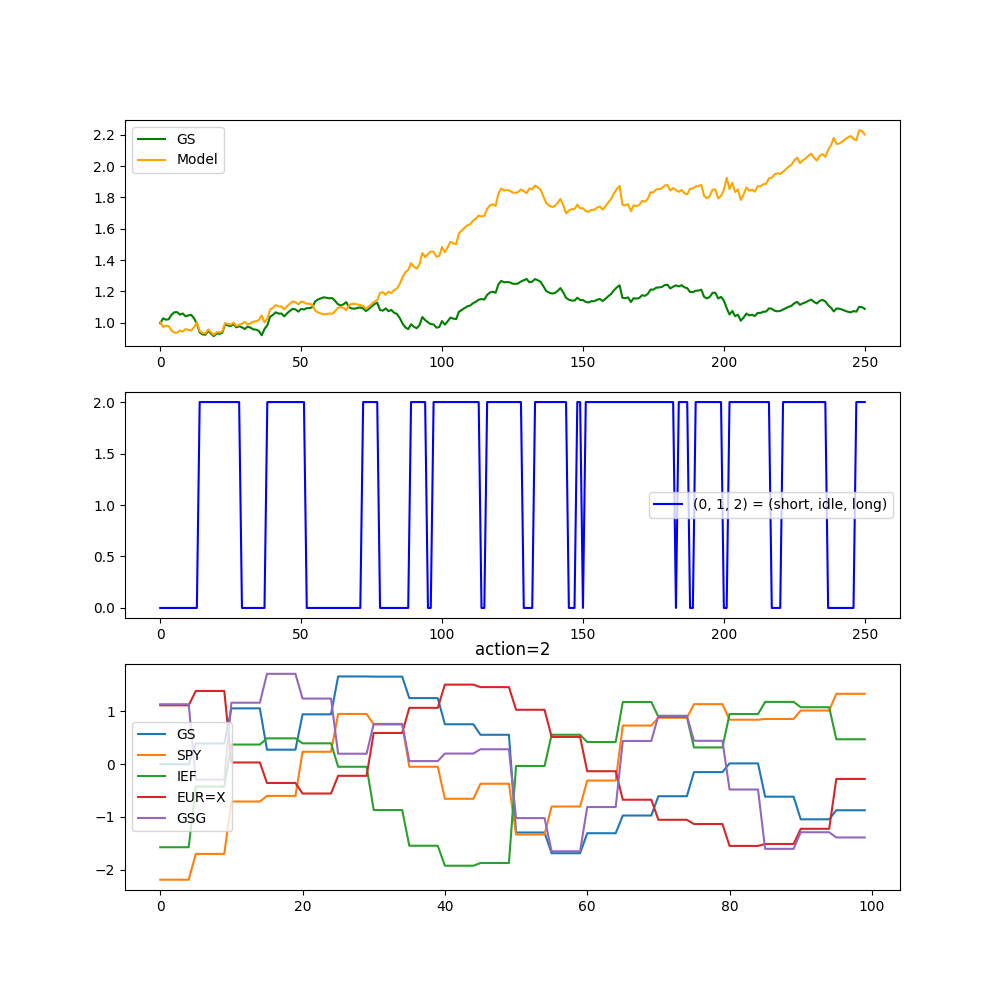 GS
Model
2.2
2.0
1.8
1.6
1.4
1.2
1.0
0 50 100 150 200 250
2.0
1.5
1.0
0.5
0.0
(0, 1, 2) = (short, idle, long)
0 50 100 150 200 250
action=2
1
0
−1
−2
GS
SPY
IEF
EUR=X
GSG
0 20 40 60 80 100